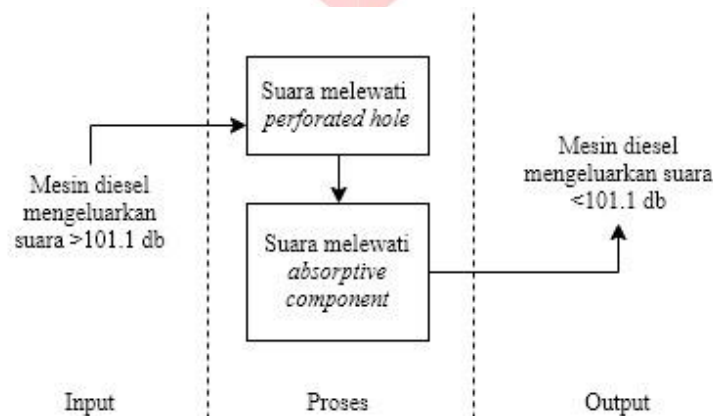 Mesin diesel
mengeluarkan
suara >101.1 db
Suara melewati
perforated hole
Suara melewati
absorptive
component
Mesin diesel
mengeluarkan suara
<101.1 db
Input
Proses
Output